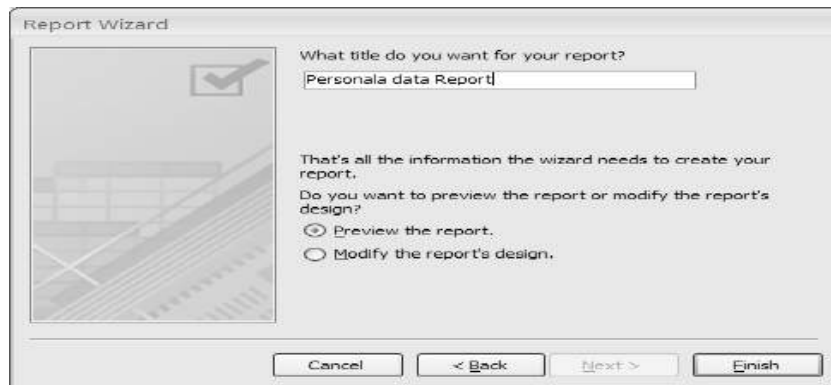 Report Wizard
What title do you want for your report?
Personala data Report
That's all the information the wizard needs to create your
report.
Do you want to preview the report or modify the report's
design?
Preview the report.
Modify the report's design.
Cancel
< Back
Next >
Finish